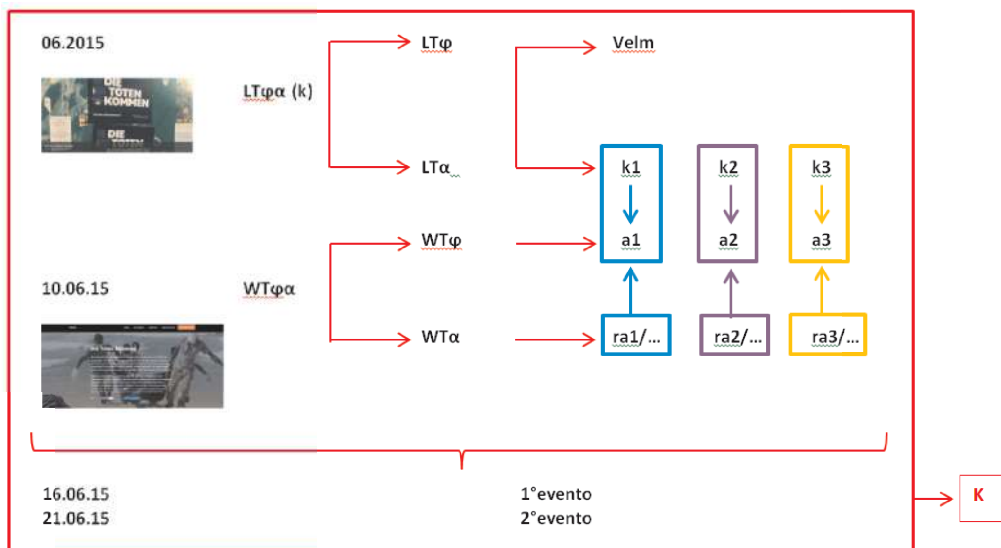 06.2015
LTφ
Velm
DIE
TOTEN
KOMMEN
LTφα (k)
DIE
TOTEN
LTα
k1
k2
k3
WTφ
a1
a2
a3
10.06.15
WTφα
WTα
ra1/...
ra2/...
ra3/...
16.06.15
1°evento
K
21.06.15
2°evento